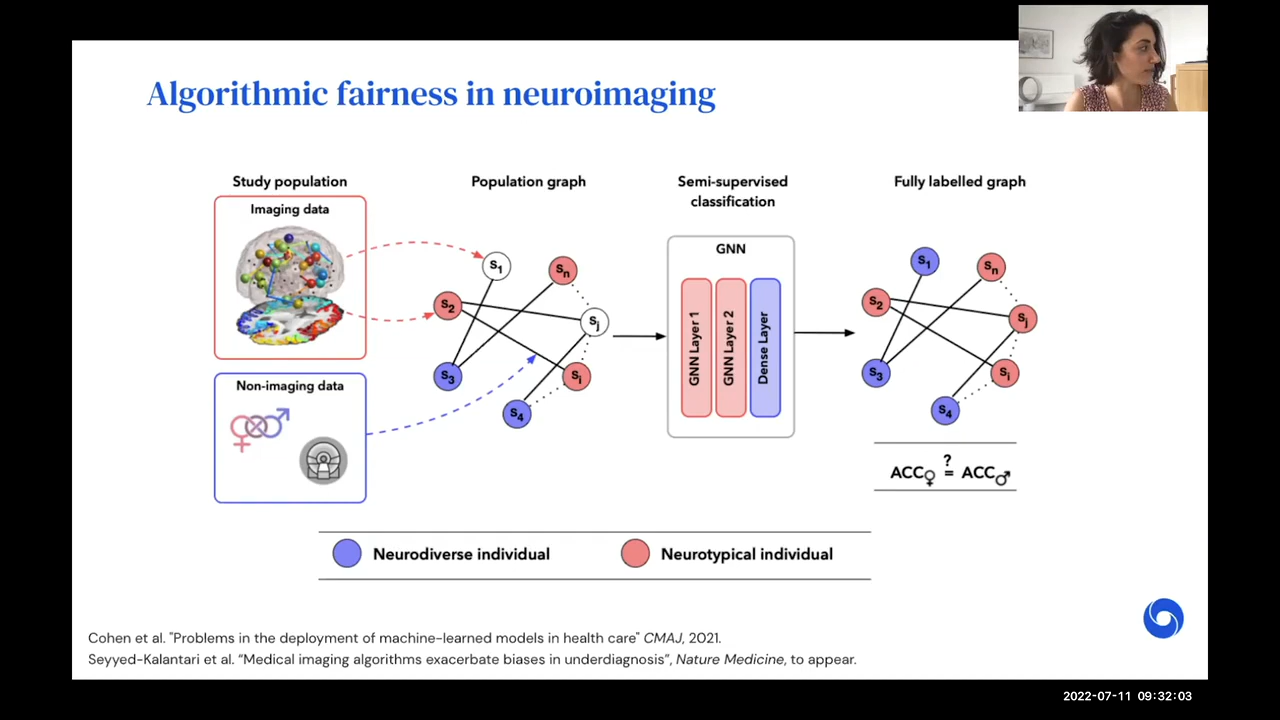 Algorithmic fairness in neuroimaging
Study population
Population graph
Semi-supervised
classification
Fully labelled graph
Imaging data
Non-imaging data
S1
Sn
S2
Sj
S3
Si
S4
GNN
GNN Layer 1
GNN Layer 2
Dense Layer
S1
Sn
S2
Sj
S3
Si
S4
ACC♀ ?= ACC♂
Neurodiverse individual
Neurotypical individual
Cohen et al. "Problems in the deployment of machine-learned models in health care" CMAJ, 2021.
Seyyed-Kalantari et al. “Medical imaging algorithms exacerbate biases in underdiagnosis”, Nature Medicine, to appear.
2022-07-11 09:32:03